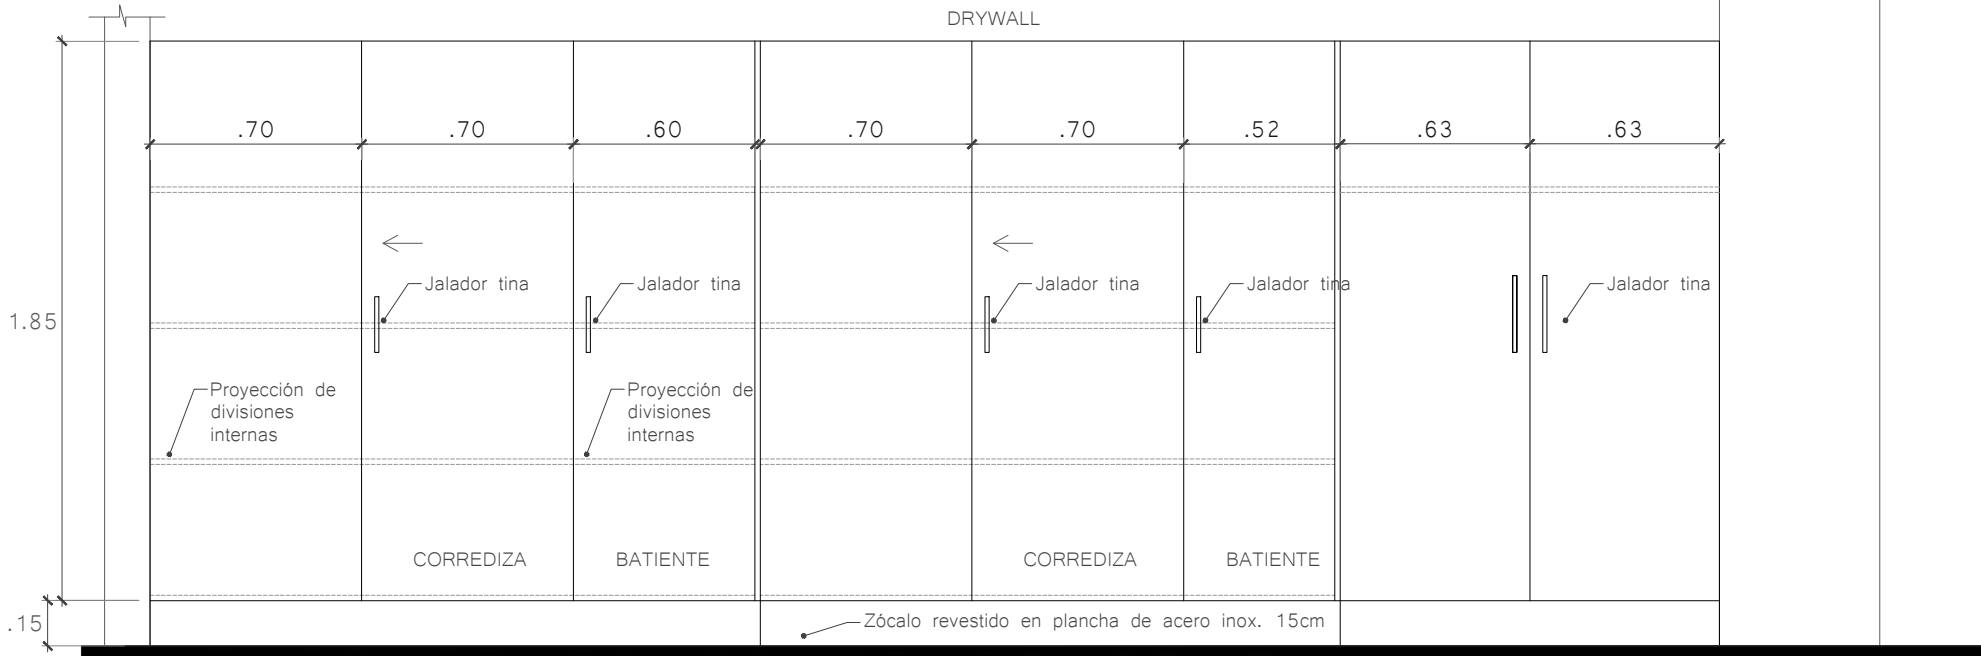 DRYWALL
.70
.70
.60
.70
.70
.52
.63
.63
Jalador tina
Jalador tina
Jalador tina
Jalador tina
Jalador tina
1.85
Proyección de
divisiones
internas
Proyección de
divisiones
internas
CORREDIZA
BATIENTE
CORREDIZA
BATIENTE
.15
Zócalo revestido en plancha de acero inox. 15cm